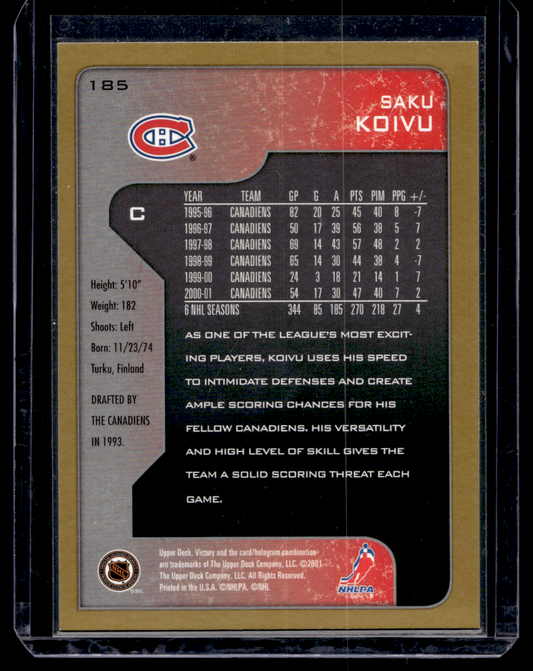 185
SAKU
KOIVU
®
C
YEAR TEAM GP G A PTS PIM PPG +/-
1995-96 CANADIENS 82 20 25 45 40 8 -7
1996-97 CANADIENS 50 17 39 56 38 5 7
1997-98 CANADIENS 69 14 43 57 48 2 2
1998-99 CANADIENS 65 14 30 44 38 4 -7
1999-00 CANADIENS 24 3 18 21 14 1 7
2000-01 CANADIENS 54 17 30 47 40 7 2
6 NHL SEASONS 344 85 185 270 218 27 4
Height: 5'10"
Weight: 182
Shoots: Left
Born: 11/23/74
Turku, Finland
DRAFTED BY
THE CANADIENS
IN 1993.
AS ONE OF THE LEAGUE'S MOST EXCIT-
ING PLAYERS, KOIVU USES HIS SPEED
TO INTIMIDATE DEFENSES AND CREATE
AMPLE SCORING CHANCES FOR HIS
FELLOW CANADIENS. HIS VERSATILITY
AND HIGH LEVEL OF SKILL GIVES THE
TEAM A SOLID SCORING THREAT EACH
GAME.
NHL
Upper Deck, Victory and the card/hologram combination
are trademarks of The Upper Deck Company, LLC. ©2001
The Upper Deck Company, LLC. All Rights Reserved.
Printed in the U.S.A. ©NHLPA. ©NHL
NHLPA